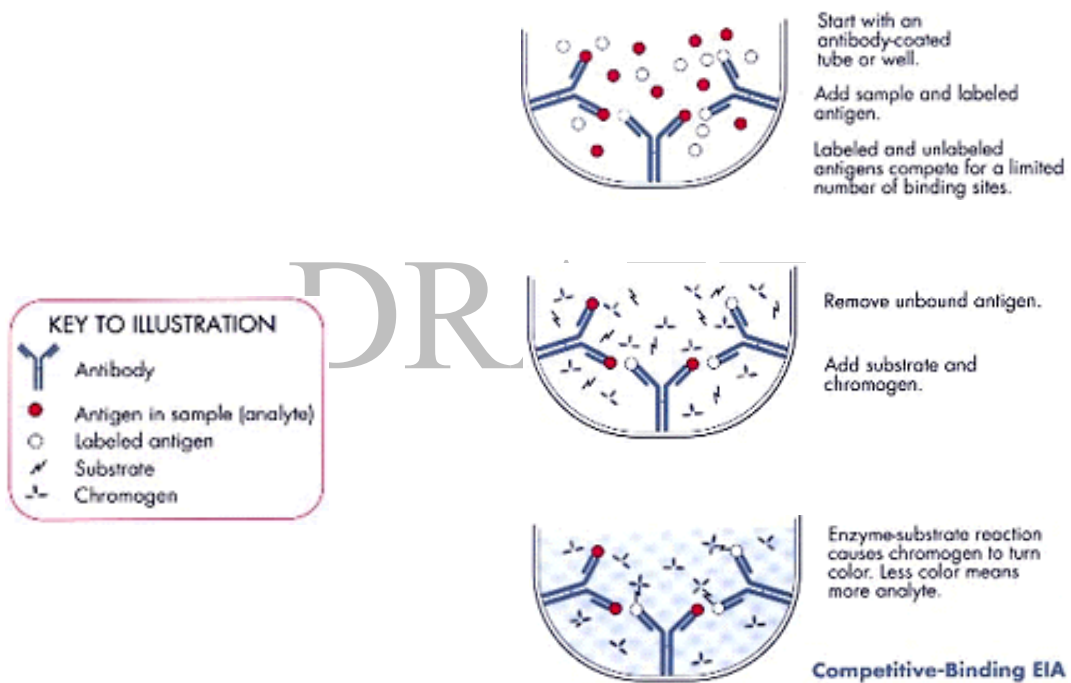 Start with an
antibody-coated
tube or well.
Add sample and labeled
antigen.
Labeled and unlabeled
antigens compete for a limited
number of binding sites.
Remove unbound antigen.
Add substrate and
chromogen.
KEY TO ILLUSTRATION
Antibody
Antigen in sample (analyte)
Labeled antigen
Substrate
Chromogen
Enzyme-substrate reaction
causes chromogen to turn
color. Less color means
more analyte.
Competitive-Binding EIA